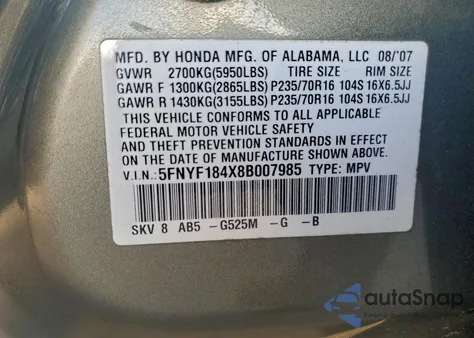 MFD. BY HONDA MFG. OF ALABAMA, LLC 08/'07
GVWR 2700KG(5950LBS) TIRE SIZE RIM SIZE
GAWR F 1300KG(2865LBS) P235/70R16 104S 16X6.5JJ
GAWR R 1430KG(3155LBS) P235/70R16 104S 16X6.5JJ
THIS VEHICLE CONFORMS TO ALL APPLICABLE
FEDERAL MOTOR VEHICLE SAFETY
AND THEFT PREVENTION STANDARDS IN EFFECT
ON THE DATE OF MANUFACTURE SHOWN ABOVE.
V.I.N.: 5FNYF184X8B007985 TYPE: MPV
SKV 8 AB5 -G525M -G -B
autoSnap